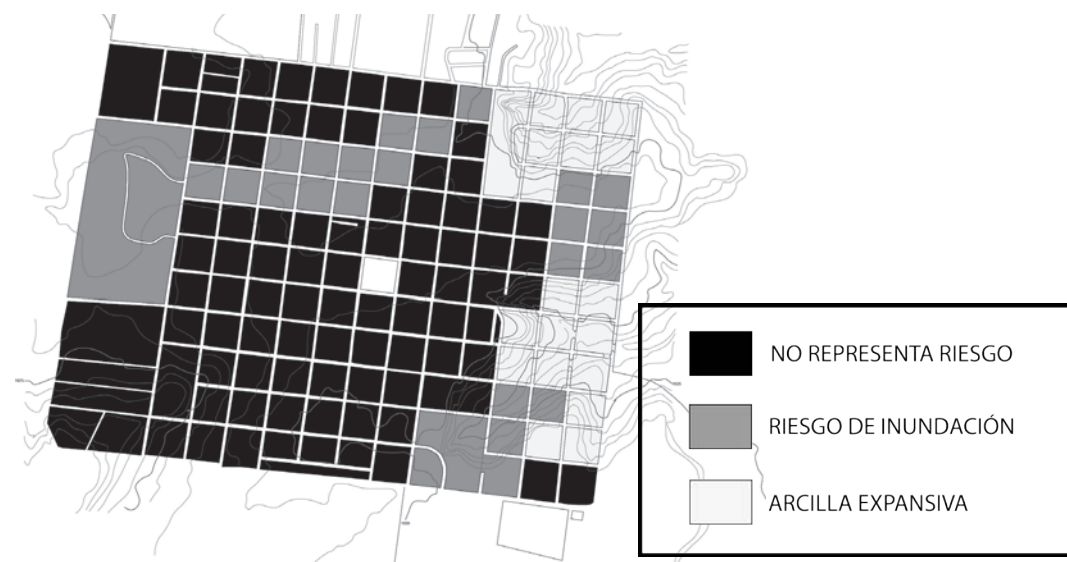 NO REPRESENTA RIESGO
RIESGO DE INUNDACIÓN
ARCILLA EXPANSIVA